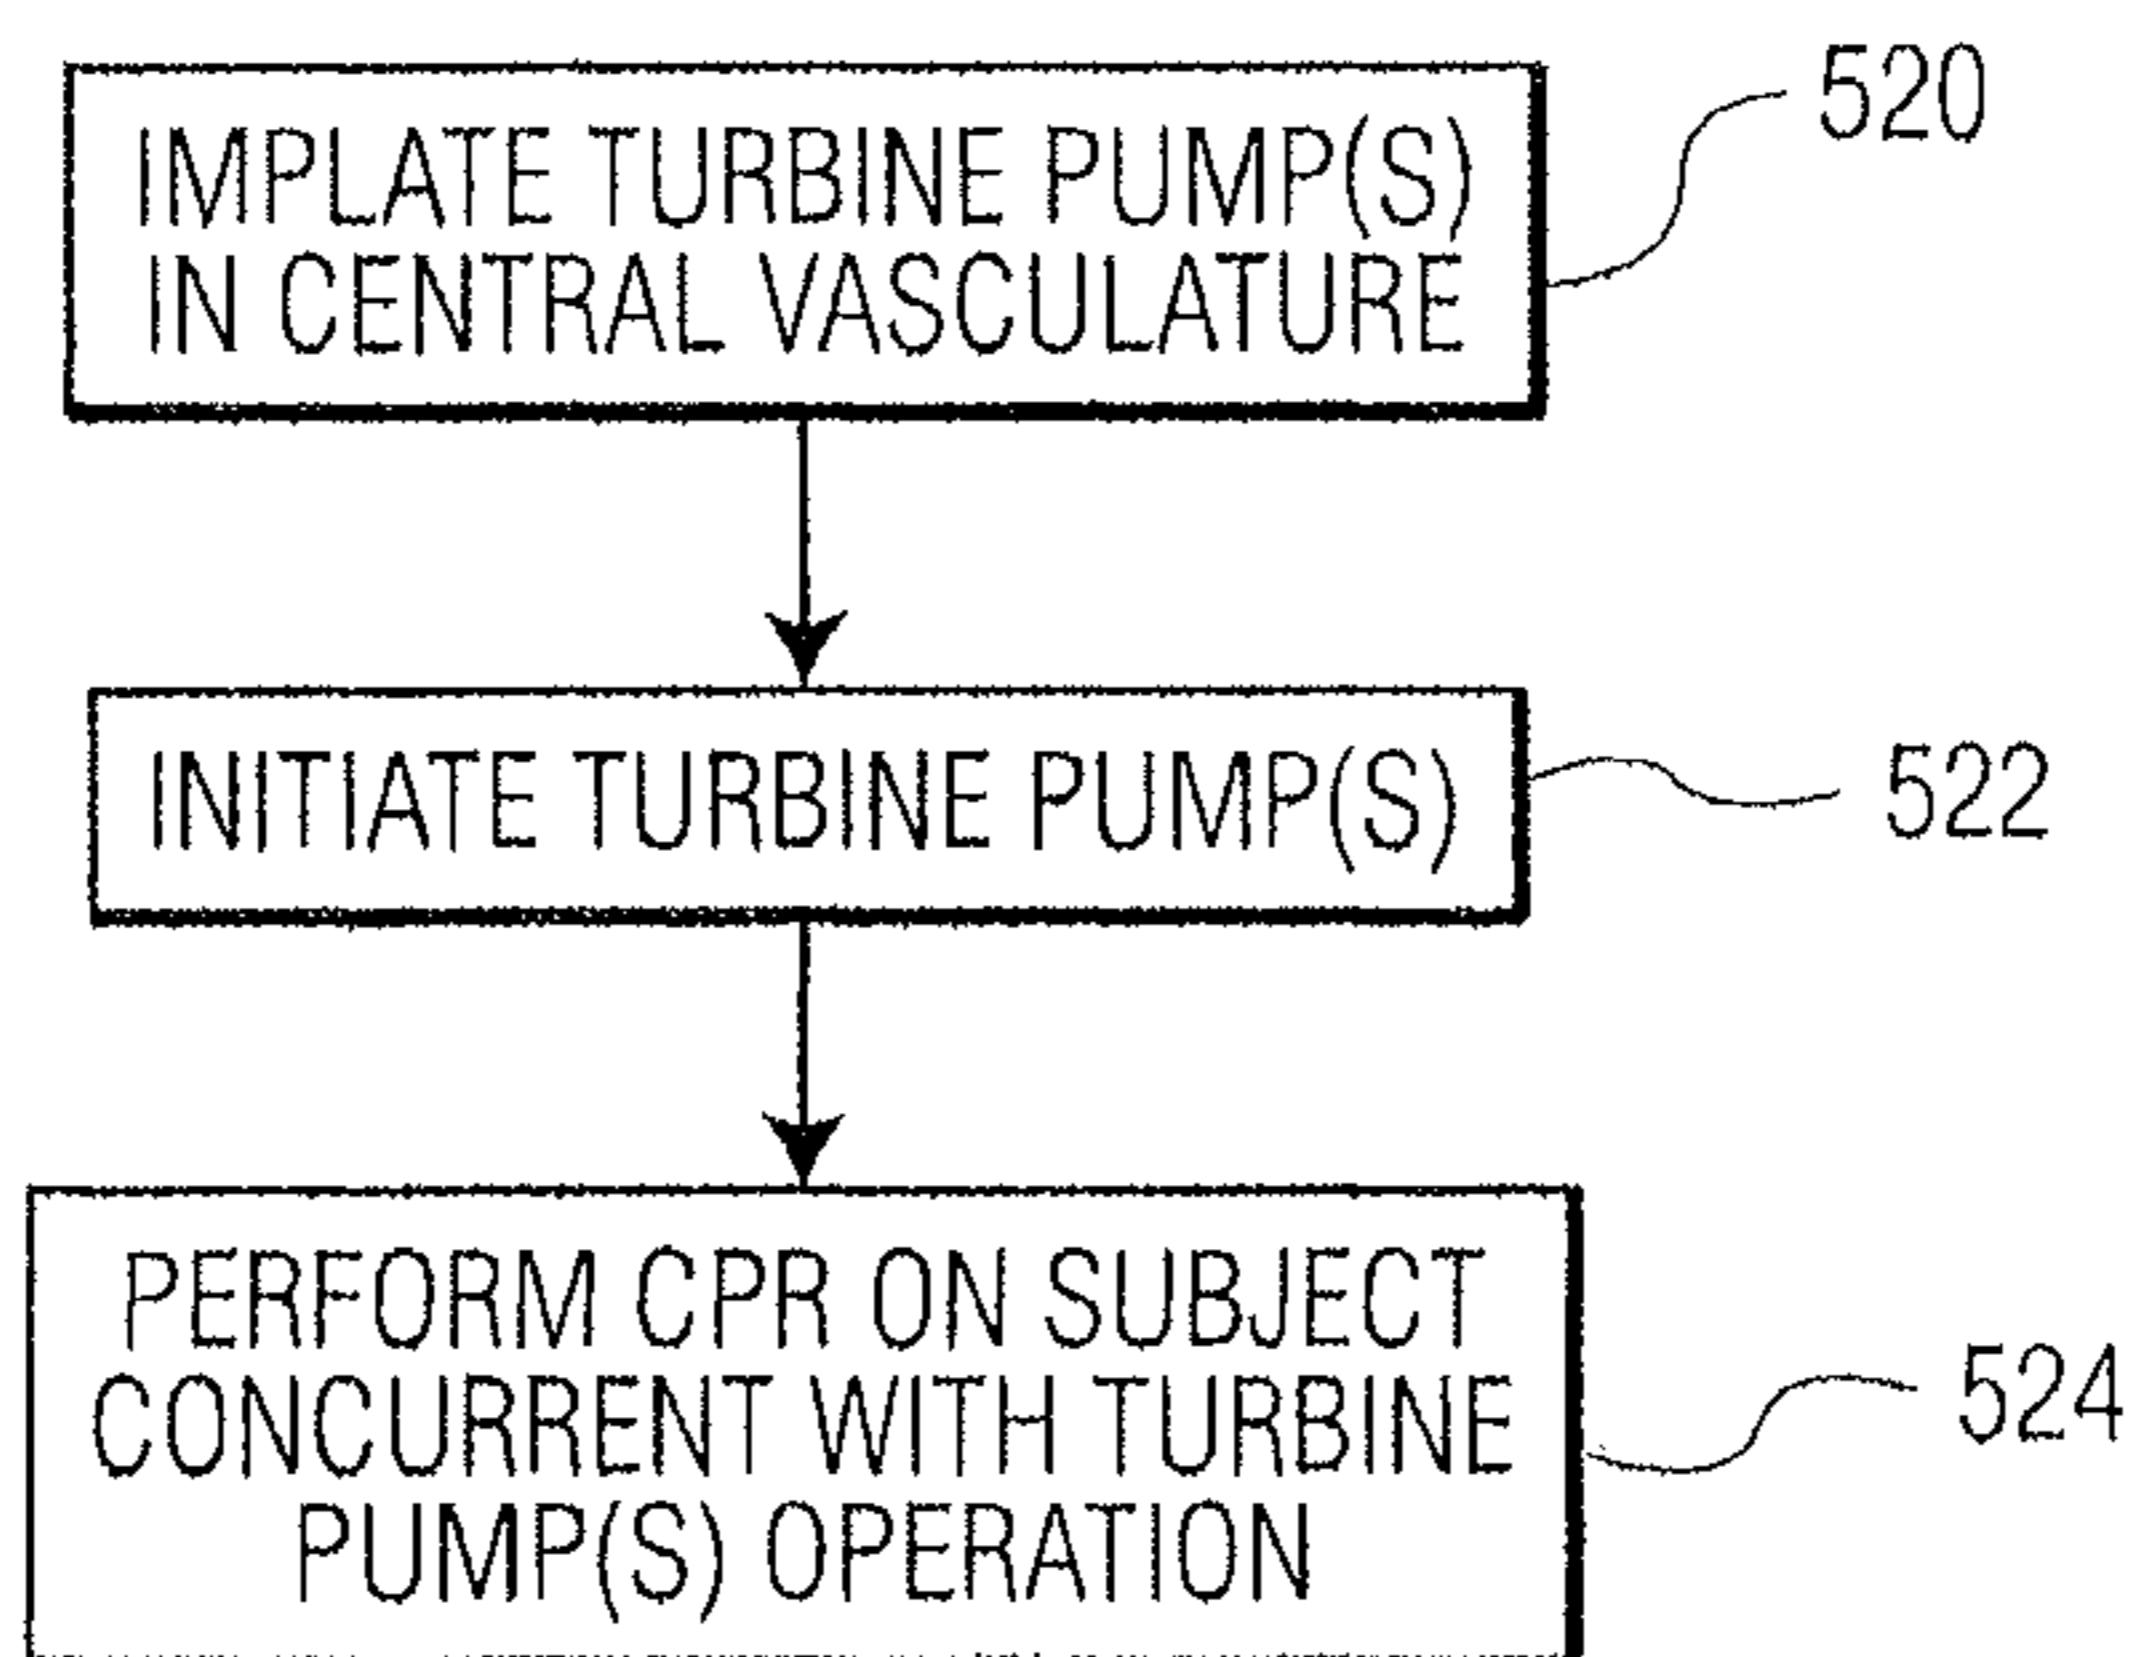 IMPLATE TURBINE PUMP(S)
IN CENTRAL VASCULATURE
520
INITIATE TURBINE PUMP(S)
522
PERFORM CPR ON SUBJECT
CONCURRENT WITH TURBINE
PUMP(S) OPERATION
524